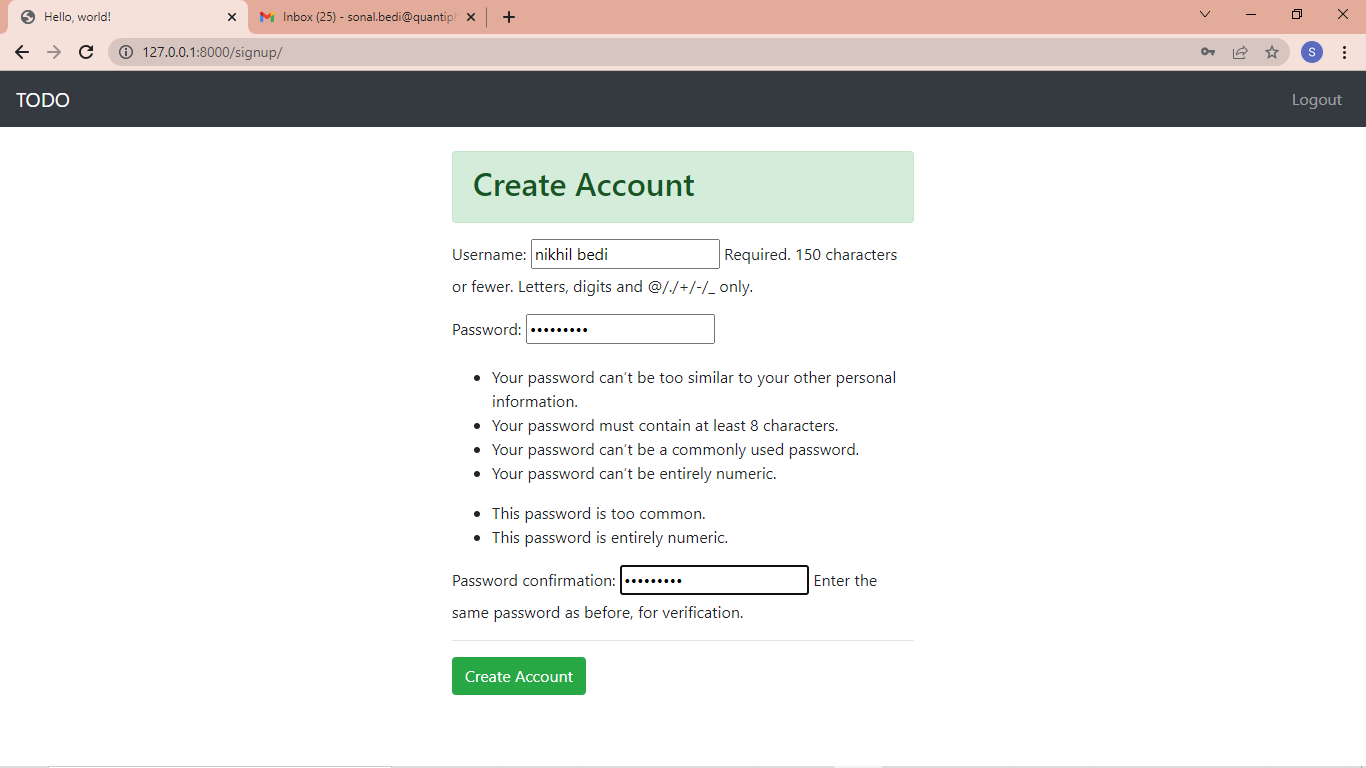 Hello, world!
Inbox (25) - sonal.bedi@quantiph
127.0.0.1:8000/signup/
S
TODO
Logout
Create Account
Username: nikhil bedi Required. 150 characters
or fewer. Letters, digits and @/./+/-/_ only.
Password: •••••••••
• Your password can't be too similar to your other personal
information.
• Your password must contain at least 8 characters.
• Your password can't be a commonly used password.
• Your password can't be entirely numeric.
• This password is too common.
• This password is entirely numeric.
Password confirmation: ••••••••• Enter the
same password as before, for verification.
Create Account